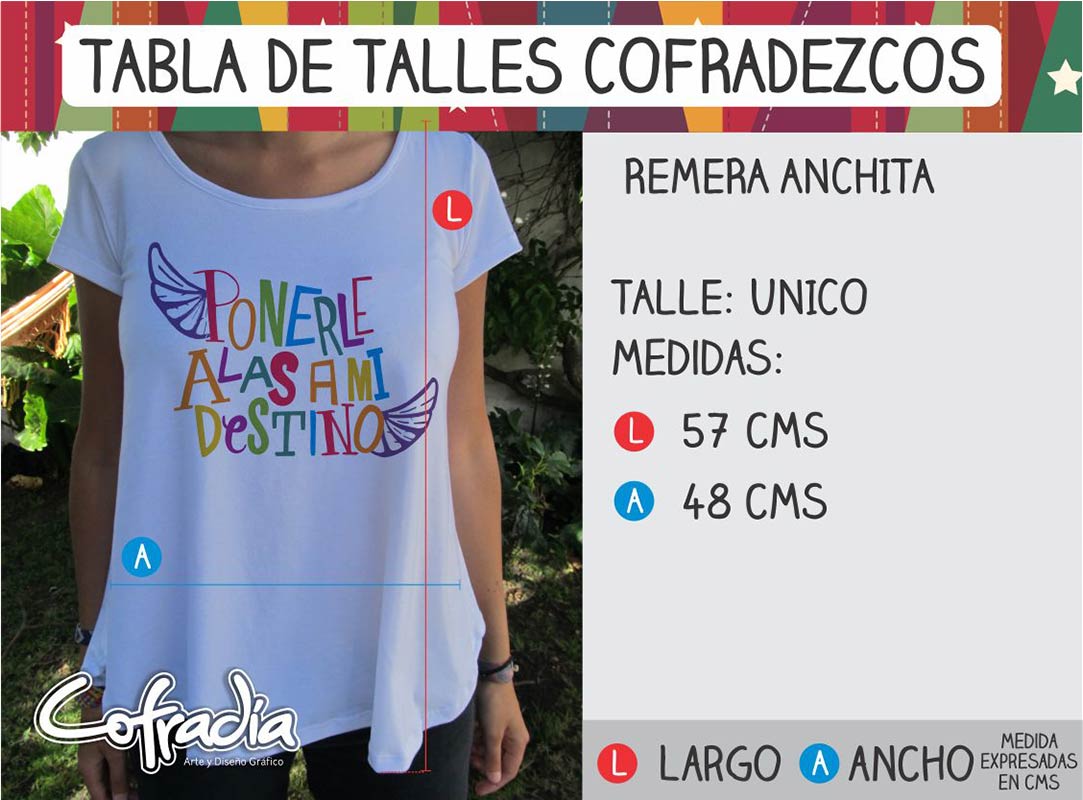 TABLA DE TALLES COFRADEZCOS
REMERA ANCHITA
L
PONERLE
ALAS A MI
DeSTINO
TALLE: UNICO
MEDIDAS:
L 57 CMS
A 48 CMS
A
Cofradía
Arte y Diseño Gráfico
L LARGO A ANCHO MEDIDA
EXPRESADAS
EN CMS